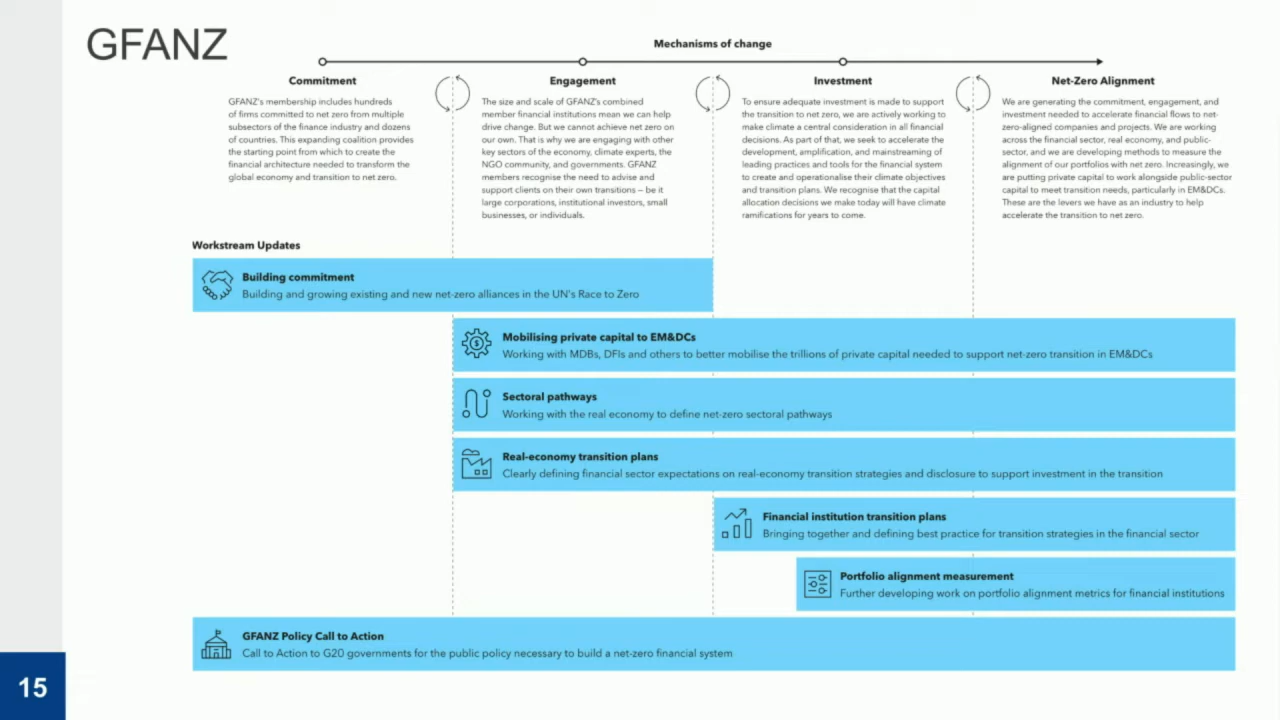 GFANZ
Mechanisms of change
Commitment
GFANZ's membership includes hundreds
of firms committed to net zero from multiple
subsectors of the finance industry and dozens
of countries. This expanding coalition provides
the starting point from which to create the
financial architecture needed to transform the
global economy and transition to net zero.
Engagement
The size and scale of GFANZ's combined
member financial institutions mean we can help
drive change. But we cannot achieve net zero on
our own. That is why we are engaging with other
key sectors of the economy, climate experts, the
NGO community, and governments. GFANZ
members recognise the need to advise and
support clients on their own transitions – be it
large corporations, institutional investors, small
businesses, or individuals.
Investment
To ensure adequate investment is made to support
the transition to net zero, we are actively working to
make climate a central consideration in all financial
decisions. As part of that, we seek to accelerate the
development, amplification, and mainstreaming of
leading practices and tools for the financial system
to create and operationalise their climate objectives
and transition plans. We recognise that the capital
allocation decisions we make today will have climate
ramifications for years to come.
Net-Zero Alignment
We are generating the commitment, engagement, and
investment needed to accelerate financial flows to net-
zero-aligned companies and projects. We are working
across the financial sector, real economy, and public-
sector, and we are developing methods to measure the
alignment of our portfolios with net zero. Increasingly, we
are putting private capital to work alongside public-sector
capital to meet transition needs, particularly in EM&DCs.
These are the levers we have as an industry to help
accelerate the transition to net zero.
Workstream Updates
Building commitment
Building and growing existing and new net-zero alliances in the UN's Race to Zero
Mobilising private capital to EM&DCs
Working with MDBs, DFIs and others to better mobilise the trillions of private capital needed to support net-zero transition in EM&DCs
Sectoral pathways
Working with the real economy to define net-zero sectoral pathways
Real-economy transition plans
Clearly defining financial sector expectations on real-economy transition strategies and disclosure to support investment in the transition
Financial institution transition plans
Bringing together and defining best practice for transition strategies in the financial sector
Portfolio alignment measurement
Further developing work on portfolio alignment metrics for financial institutions
GFANZ Policy Call to Action
Call to Action to G20 governments for the public policy necessary to build a net-zero financial system
15